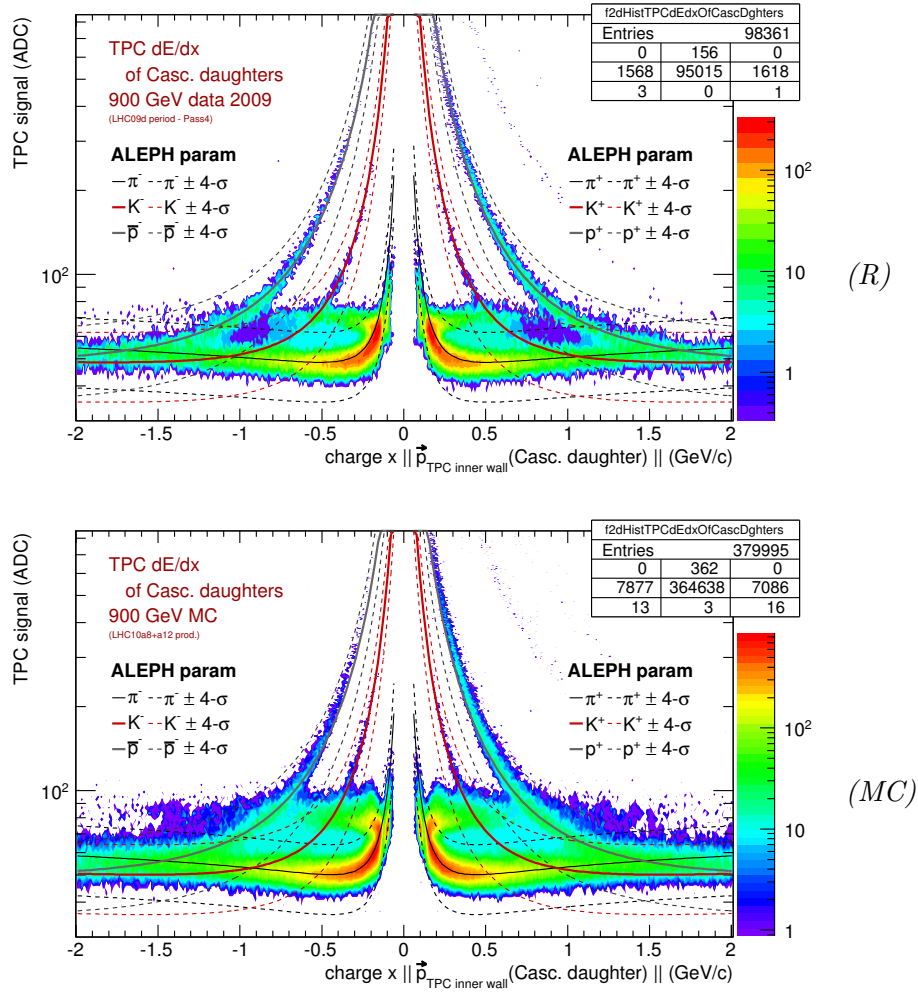 f2dHistTPCdEdxOfCascDghters
Entries 98361
0 156 0
1568 95015 1618
3 0 1
TPC dE/dx
of Casc. daughters
900 GeV data 2009
(LHC09d period - Pass4)
ALEPH param
π⁻ π⁻ ± 4-σ
K⁻ K⁻ ± 4-σ
p̅⁻ p̅⁻ ± 4-σ
ALEPH param
π⁺ π⁺ ± 4-σ
K⁺ K⁺ ± 4-σ
p⁺ p⁺ ± 4-σ
TPC signal (ADC)
10²
10²
10
1
(R)
-2 -1.5 -1 -0.5 0 0.5 1 1.5 2
charge x || p⃗ TPC inner wall (Casc. daughter) || (GeV/c)
f2dHistTPCdEdxOfCascDghters
Entries 379995
0 362 0
7877 364638 7086
13 3 16
TPC dE/dx
of Casc. daughters
900 GeV MC
(LHC10a8+a12 prod.)
ALEPH param
π⁻ π⁻ ± 4-σ
K⁻ K⁻ ± 4-σ
p̅⁻ p̅⁻ ± 4-σ
ALEPH param
π⁺ π⁺ ± 4-σ
K⁺ K⁺ ± 4-σ
p⁺ p⁺ ± 4-σ
TPC signal (ADC)
10²
10²
10
1
(MC)
-2 -1.5 -1 -0.5 0 0.5 1 1.5 2
charge x || p⃗ TPC inner wall (Casc. daughter) || (GeV/c)